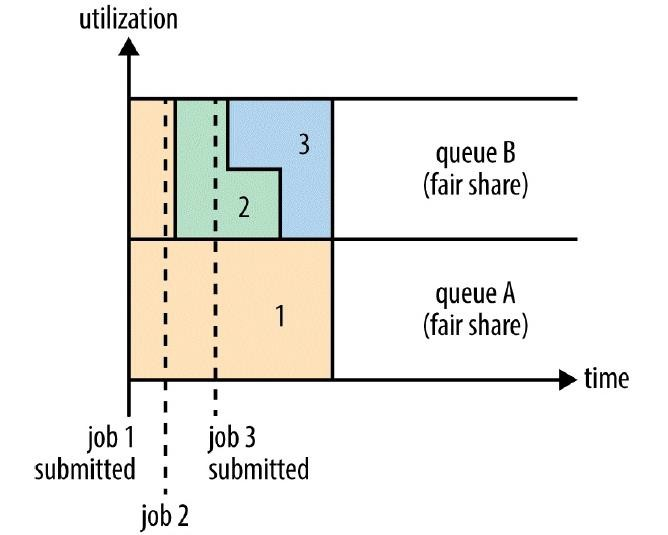 utilization
3
queue B
(fair share)
2
queue A
(fair share)
1
time
job 1
submitted
job 3
submitted
job 2